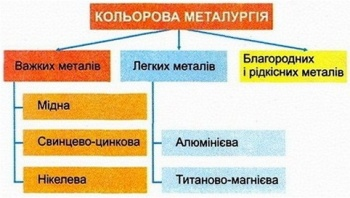 КОЛЬОРОВА МЕТАЛУРГІЯ
Важких металів
Легких металів
Благородних
і рідкісних металів
Мідна
Свинцево-цинкова
Алюмінієва
Нікелева
Титаново-магнієва